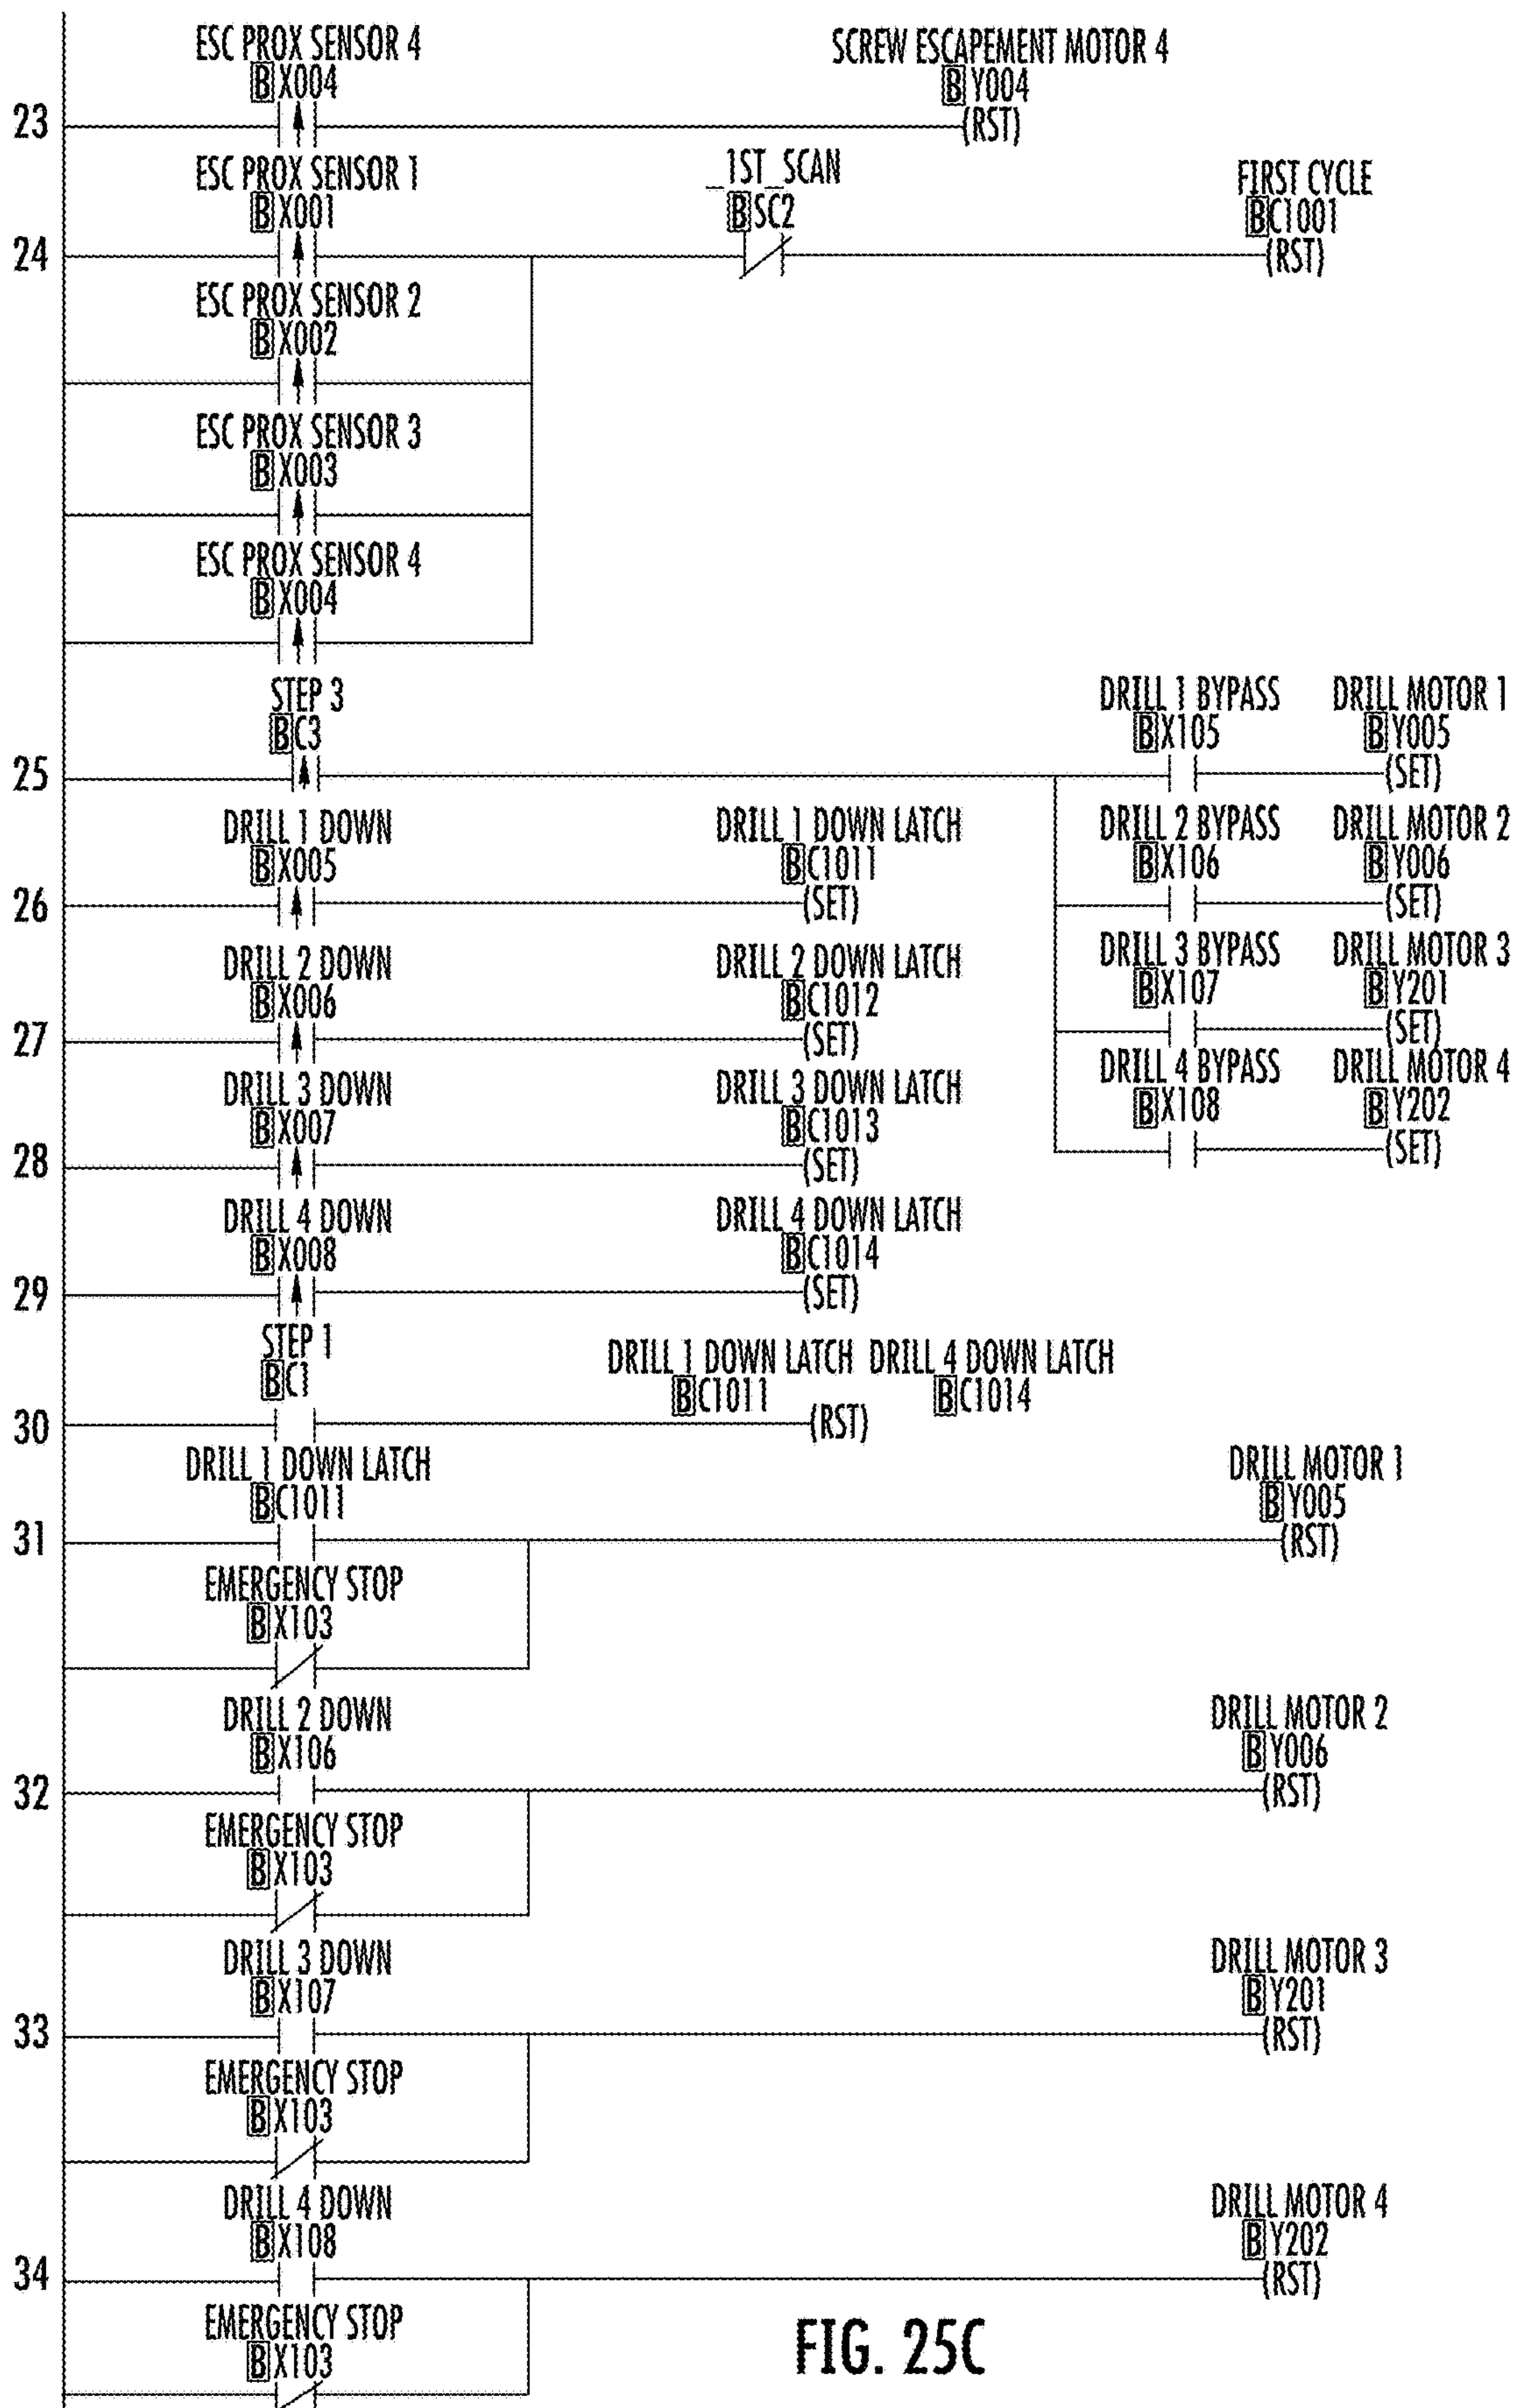 ESC PROX SENSOR 4
B X004
SCREW ESCAPEMENT MOTOR 4
B Y004
23
(RST)
ESC PROX SENSOR 1
B X001
_1ST_SCAN
B SC2
FIRST CYCLE
B C1001
24
(RST)
ESC PROX SENSOR 2
B X002
ESC PROX SENSOR 3
B X003
ESC PROX SENSOR 4
B X004
STEP 3
B C3
DRILL 1 BYPASS
B X105
DRILL MOTOR 1
B Y005
25
(SET)
DRILL 1 DOWN
B X005
DRILL 1 DOWN LATCH
B C1011
DRILL 2 BYPASS
B X106
DRILL MOTOR 2
B Y006
26
(SET)
(SET)
DRILL 2 DOWN
B X006
DRILL 2 DOWN LATCH
B C1012
DRILL 3 BYPASS
B X107
DRILL MOTOR 3
B Y201
27
(SET)
(SET)
DRILL 3 DOWN
B X007
DRILL 3 DOWN LATCH
B C1013
DRILL 4 BYPASS
B X108
DRILL MOTOR 4
B Y202
28
(SET)
(SET)
DRILL 4 DOWN
B X008
DRILL 4 DOWN LATCH
B C1014
29
(SET)
STEP 1
B C1
DRILL 1 DOWN LATCH
B C1011
DRILL 4 DOWN LATCH
B C1014
30
(RST)
DRILL 1 DOWN LATCH
B C1011
DRILL MOTOR 1
B Y005
31
(RST)
EMERGENCY STOP
B X103
DRILL 2 DOWN
B X106
DRILL MOTOR 2
B Y006
32
(RST)
EMERGENCY STOP
B X103
DRILL 3 DOWN
B X107
DRILL MOTOR 3
B Y201
33
(RST)
EMERGENCY STOP
B X103
DRILL 4 DOWN
B X108
DRILL MOTOR 4
B Y202
34
(RST)
EMERGENCY STOP
B X103
FIG. 25C